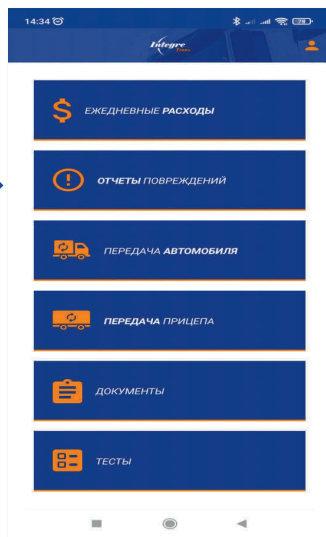 14:34
Integre
ЕЖЕДНЕВНЫЕ РАСХОДЫ
ОТЧЕТЫ ПОВРЕЖДЕНИЙ
ПЕРЕДАЧА АВТОМОБИЛЯ
ПЕРЕДАЧА ПРИЦЕПА
ДОКУМЕНТЫ
ТЕСТЫ